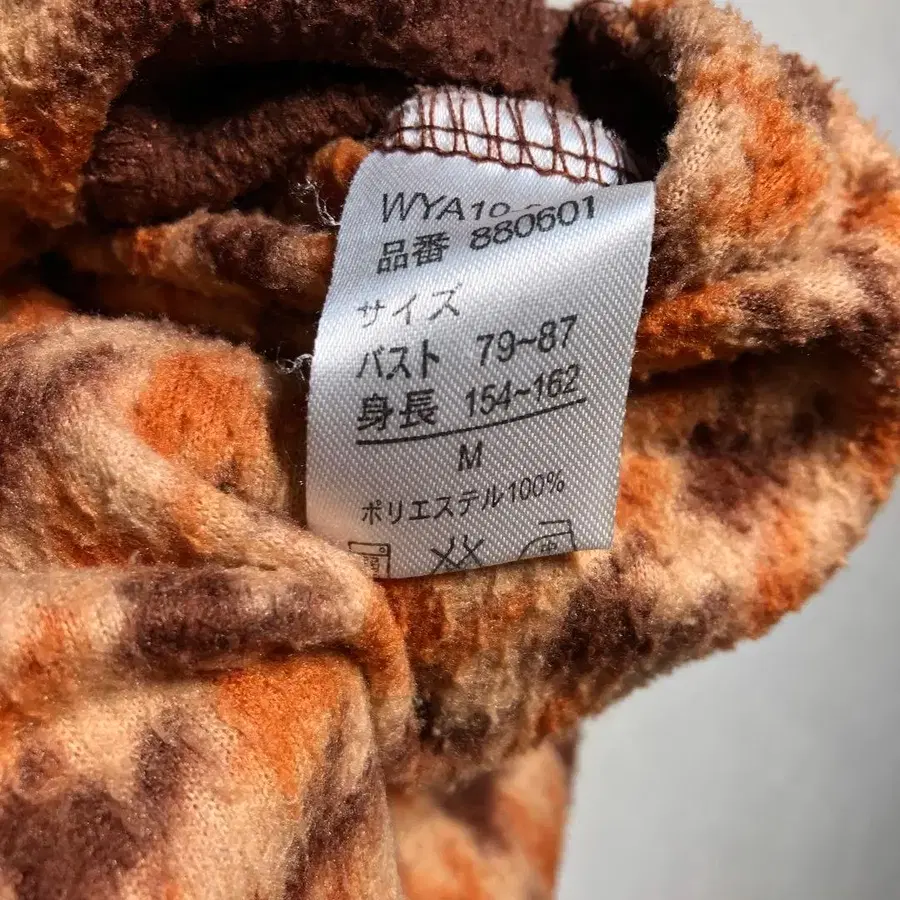 WYA10
品番 880601
サイズ
バスト 79~87
身長 154~162
M
ポリエステル100%